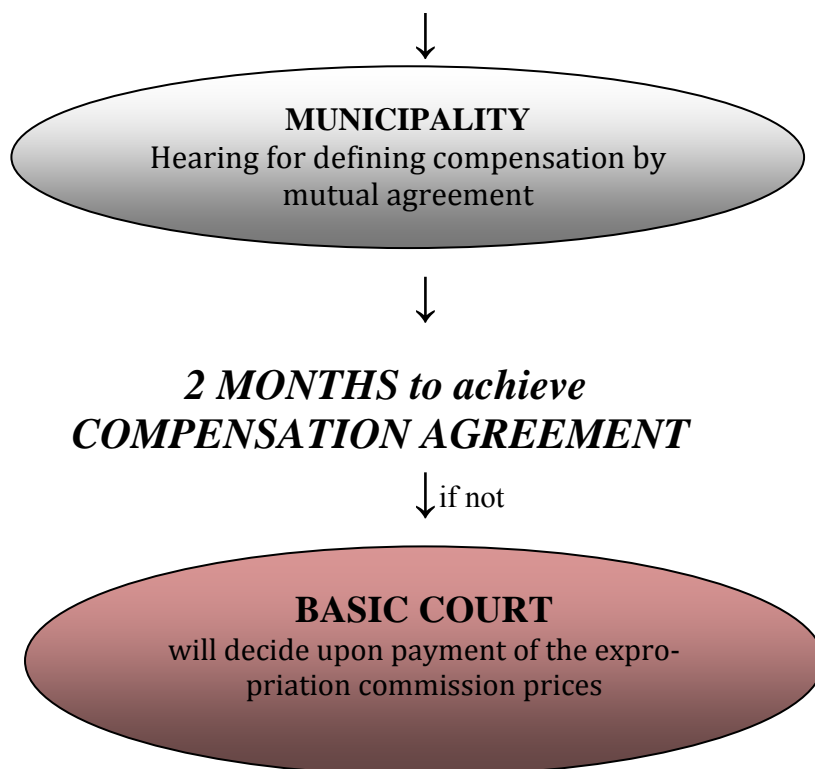 ↓
MUNICIPALITY
Hearing for defining compensation by
mutual agreement
↓
2 MONTHS to achieve
COMPENSATION AGREEMENT
↓ if not
BASIC COURT
will decide upon payment of the expro-
priation commission prices